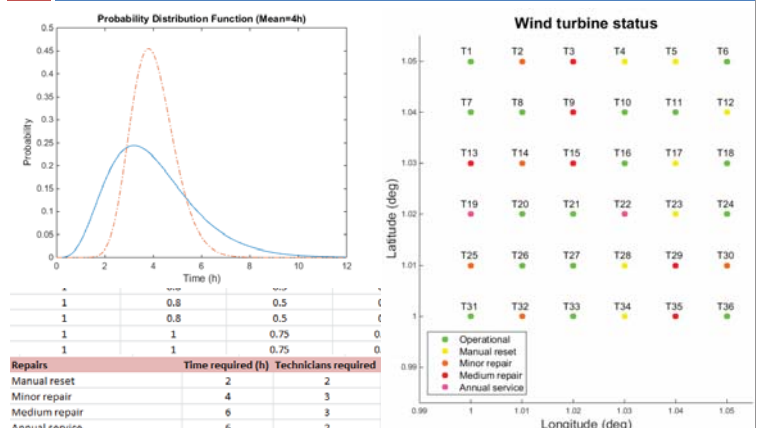 Probability Distribution Function (Mean=4h)
0.5
0.45
0.4
0.35
0.3
0.25
0.2
0.15
0.1
0.05
0
Probability
0 2 4 6 8 10 12
Time (h)
1 0.8 0.5
1 0.8 0.5
1 1 0.75 0.
1 1 0.75 0.
Repairs Time required (h) Technicians required
Manual reset 2 2
Minor repair 4 3
Medium repair 6 3
Annual service 6 2
Wind turbine status
T1 T2 T3 T4 T5 T6
1.05
T7 T8 T9 T10 T11 T12
1.04
T13 T14 T15 T16 T17 T18
1.03
T19 T20 T21 T22 T23 T24
1.02
T25 T26 T27 T28 T29 T30
1.01
T31 T32 T33 T34 T35 T36
1
0.99
Latitude (deg)
Operational
Manual reset
Minor repair
Medium repair
Annual service
0.99 1 1.01 1.02 1.03 1.04 1.05
Longitude (deg)